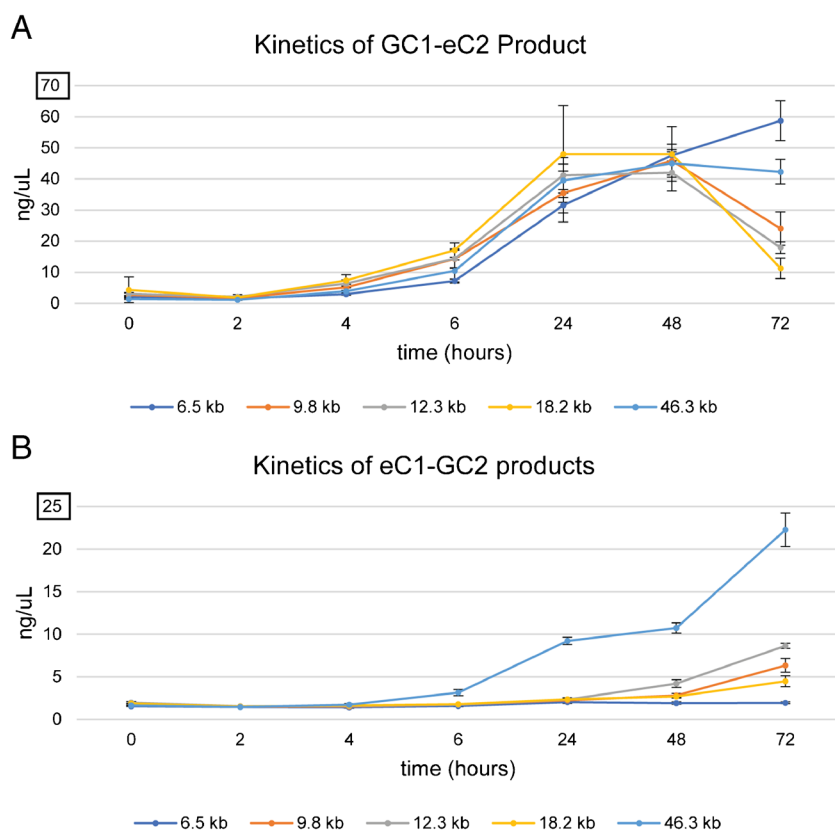 A
Kinetics of GC1-eC2 Product
70
60
50
40
30
20
10
0
ng/uL
0 2 4 6 24 48 72
time (hours)
6.5 kb 9.8 kb 12.3 kb 18.2 kb 46.3 kb
B
Kinetics of eC1-GC2 products
25
20
15
10
5
0
ng/uL
0 2 4 6 24 48 72
time (hours)
6.5 kb 9.8 kb 12.3 kb 18.2 kb 46.3 kb